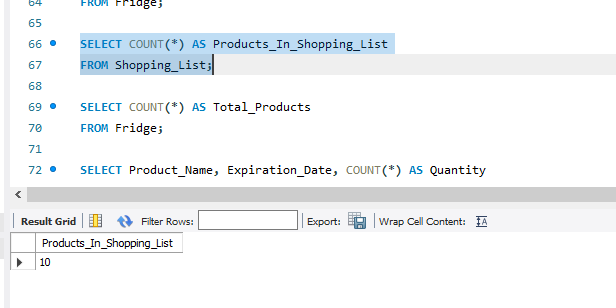 64 FROM Fridge;
65
66 SELECT COUNT(*) AS Products_In_Shopping_List
67 FROM Shopping_List;
68
69 SELECT COUNT(*) AS Total_Products
70 FROM Fridge;
71
72 SELECT Product_Name, Expiration_Date, COUNT(*) AS Quantity
Result Grid Filter Rows: Export: Wrap Cell Content: IA
Products_In_Shopping_List
10